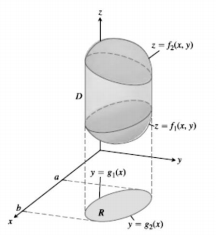 z
z = f₂(x, y)
D
z = f₁(x, y)
y
a
y = g₁(x)
b
R
x
y = g₂(x)